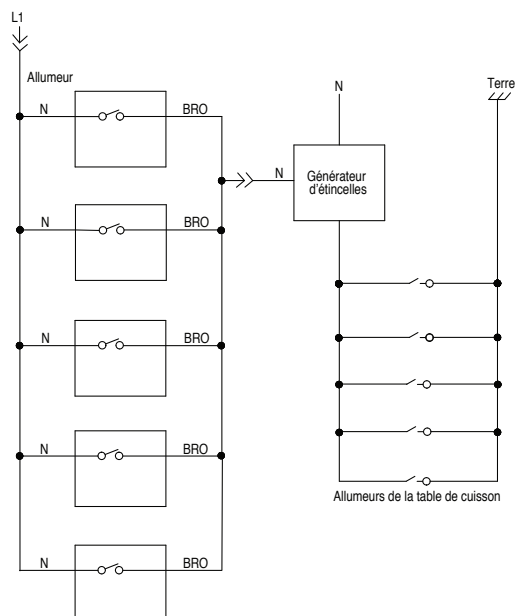 L1
Allumeur
N BRO
N BRO
N BRO
N BRO
N BRO
N
N
Générateur
d'étincelles
Terre
Allumeurs de la table de cuisson